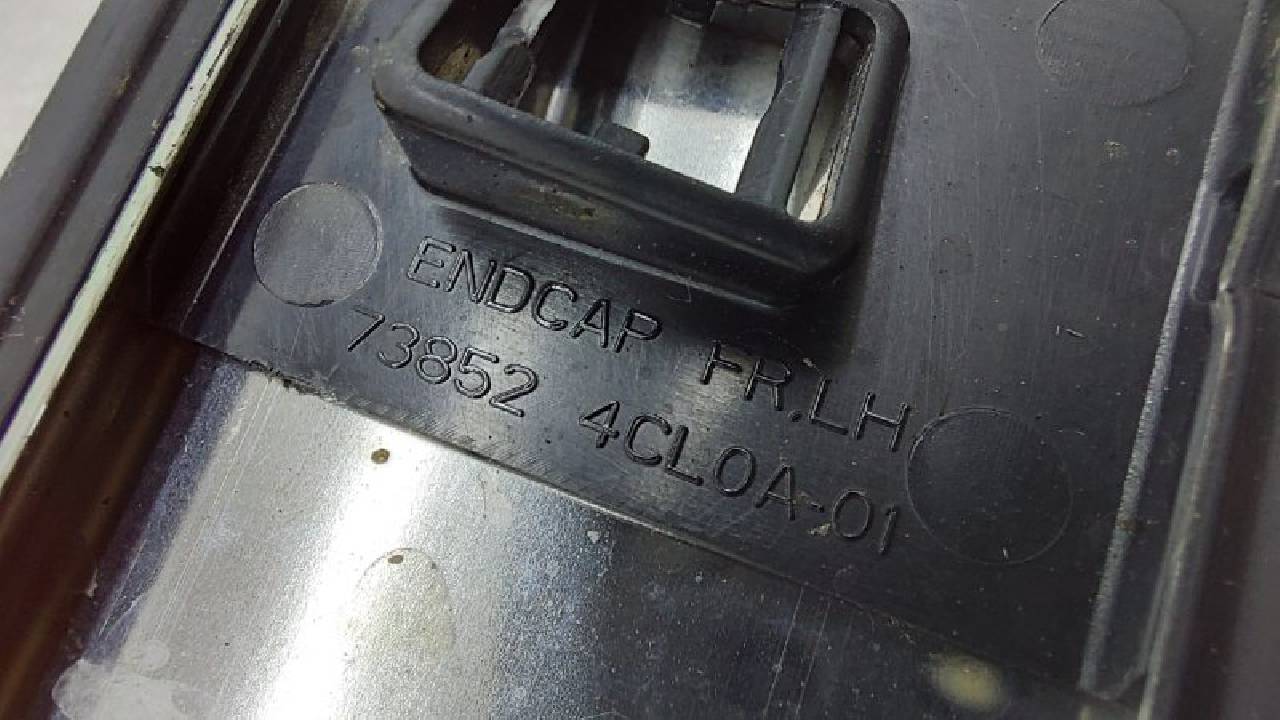 ENDCAP FR.LH
73852 4CL0A-01